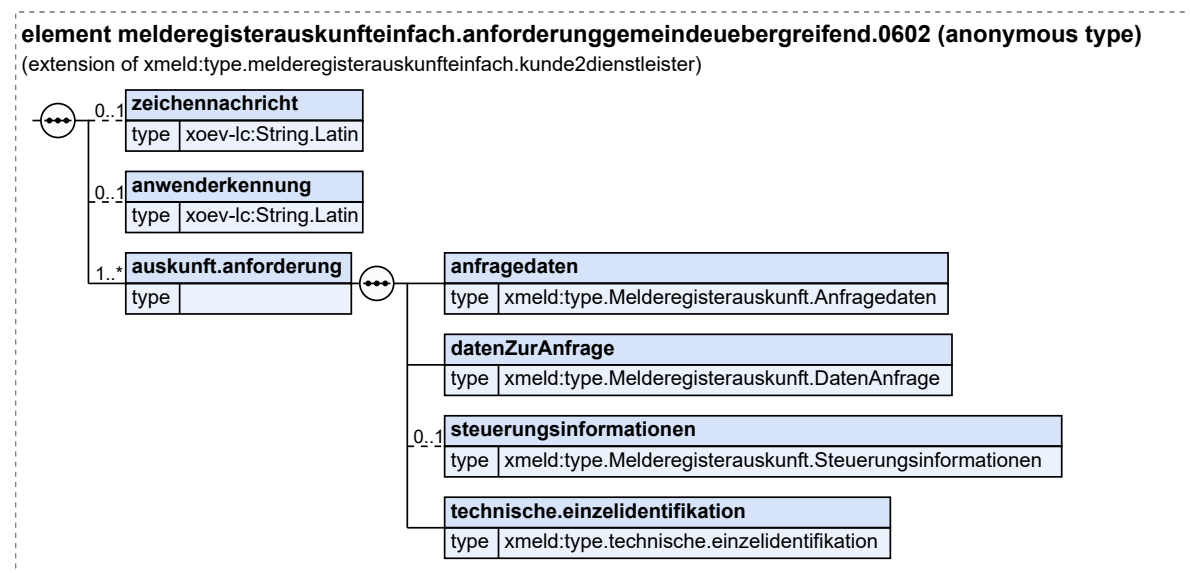 element melderegisterauskunfteinfach.anforderunggemeindeuebergreifend.0602 (anonymous type)
(extension of xmeld:type.melderegisterauskunfteinfach.kunde2dienstleister)
0..1 zeichennachricht
type xoev-lc:String.Latin
0..1 anwenderkennung
type xoev-lc:String.Latin
1..* auskunft.anforderung
type
anfragedaten
type xmeld:type.Melderegisterauskunft.Anfragedaten
datenZurAnfrage
type xmeld:type.Melderegisterauskunft.DatenAnfrage
0..1 steuerungsinformationen
type xmeld:type.Melderegisterauskunft.Steuerungsinformationen
technische.einzelidentifikation
type xmeld:type.technische.einzelidentifikation